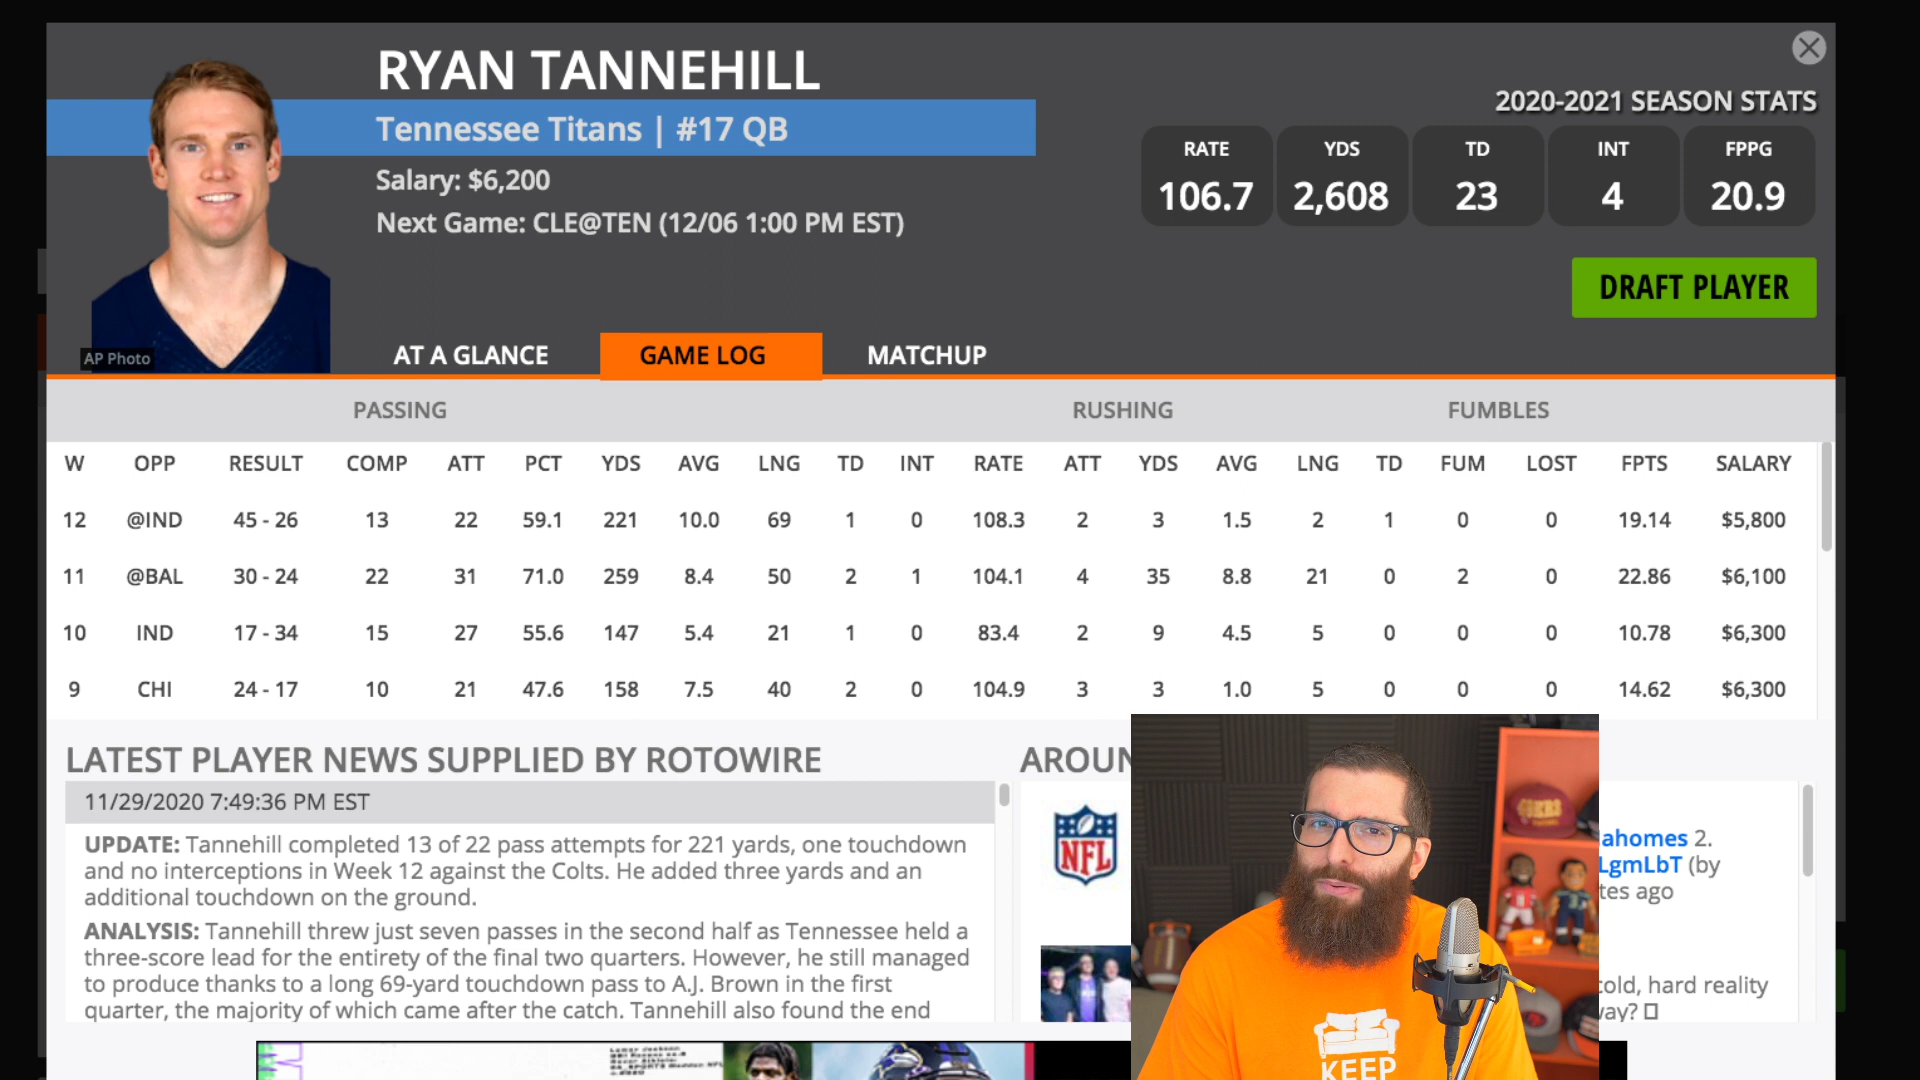 RYAN TANNEHILL
Tennessee Titans | #17 QB
Salary: $6,200
Next Game: CLE@TEN (12/06 1:00 PM EST)
AP Photo
2020-2021 SEASON STATS
RATE YDS TD INT FPPG
106.7 2,608 23 4 20.9
DRAFT PLAYER
AT A GLANCE GAME LOG MATCHUP
PASSING RUSHING FUMBLES
W OPP RESULT COMP ATT PCT YDS AVG LNG TD INT RATE ATT YDS AVG LNG TD FUM LOST FPTS SALARY
12 @IND 45 - 26 13 22 59.1 221 10.0 69 1 0 108.3 2 3 1.5 2 1 0 0 19.14 $5,800
11 @BAL 30 - 24 22 31 71.0 259 8.4 50 2 1 104.1 4 35 8.8 21 0 2 0 22.86 $6,100
10 IND 17 - 34 15 27 55.6 147 5.4 21 1 0 83.4 2 9 4.5 5 0 0 0 10.78 $6,300
9 CHI 24 - 17 10 21 47.6 158 7.5 40 2 0 104.9 3 3 1.0 5 0 0 0 14.62 $6,300
LATEST PLAYER NEWS SUPPLIED BY ROTOWIRE
11/29/2020 7:49:36 PM EST
UPDATE: Tannehill completed 13 of 22 pass attempts for 221 yards, one touchdown
and no interceptions in Week 12 against the Colts. He added three yards and an
additional touchdown on the ground.
ANALYSIS: Tannehill threw just seven passes in the second half as Tennessee held a
three-score lead for the entirety of the final two quarters. However, he still managed
to produce thanks to a long 69-yard touchdown pass to A.J. Brown in the first
quarter, the majority of which came after the catch. Tannehill also found the end
AROUN
NFL
ahomes 2.
LgmLbT (by
tes ago
cold, hard reality
way?
49ERS
KEEP